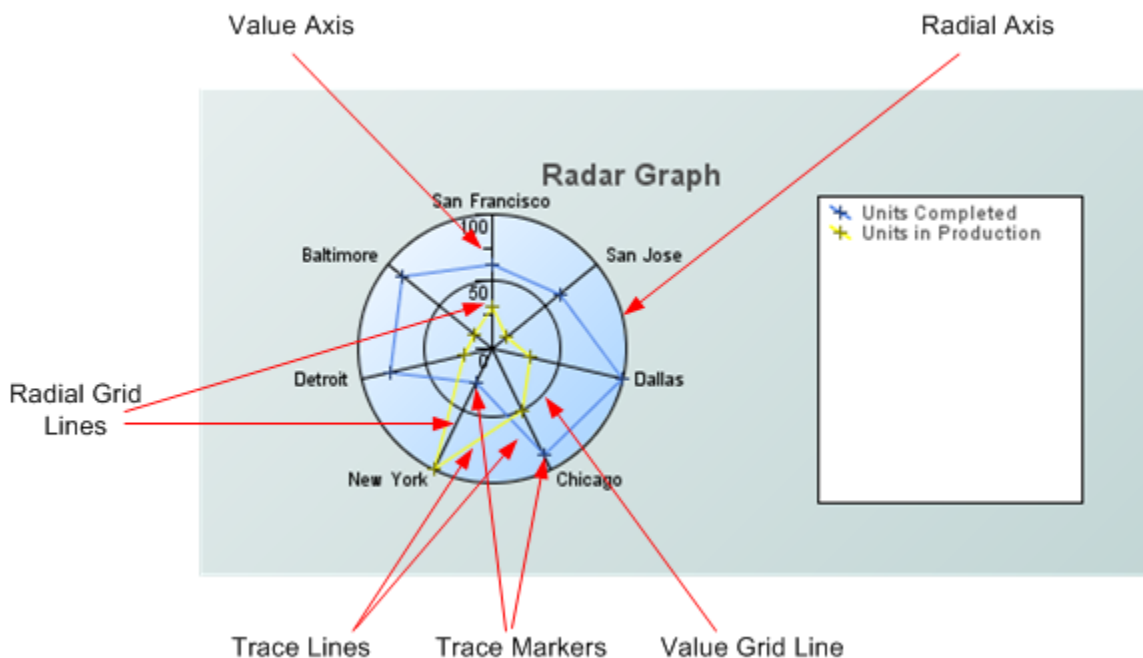 Value Axis
Radial Axis
Radar Graph
San Francisco
100
Units Completed
Units in Production
Baltimore
San Jose
50
0
Detroit
Dallas
Radial Grid
Lines
New York
Chicago
Trace Lines
Trace Markers
Value Grid Line